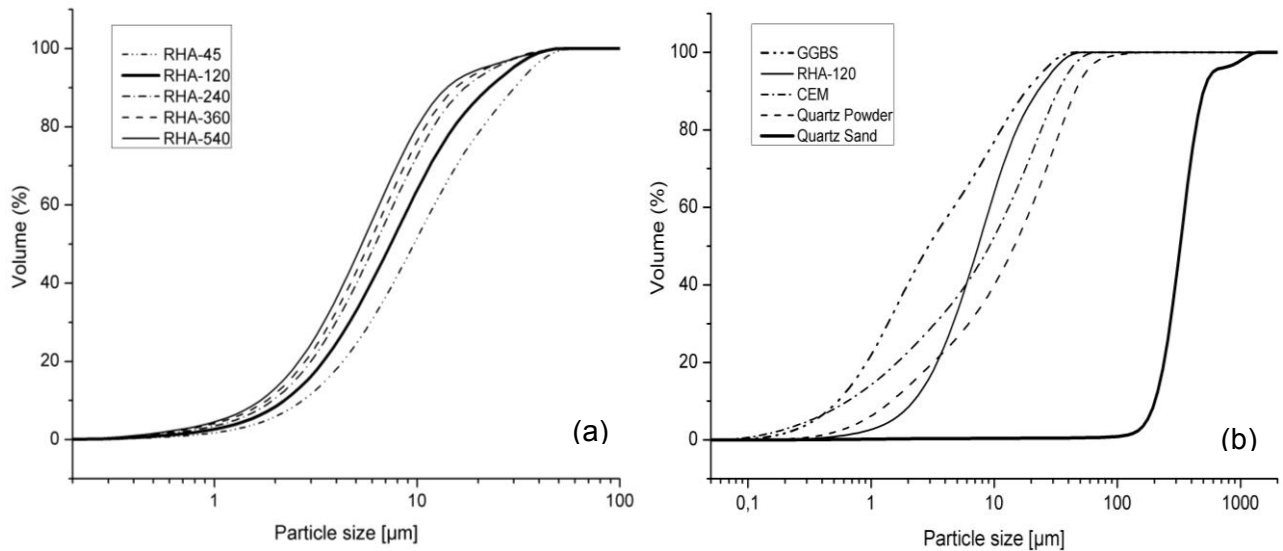 RHA-45
RHA-120
RHA-240
RHA-360
RHA-540
100
80
60
40
20
0
Volume (%)
(a)
1
10
100
Particle size [µm]
GGBS
RHA-120
CEM
Quartz Powder
Quartz Sand
100
80
60
40
20
0
Volume (%)
(b)
0,1
1
10
100
1000
Particle size [µm]